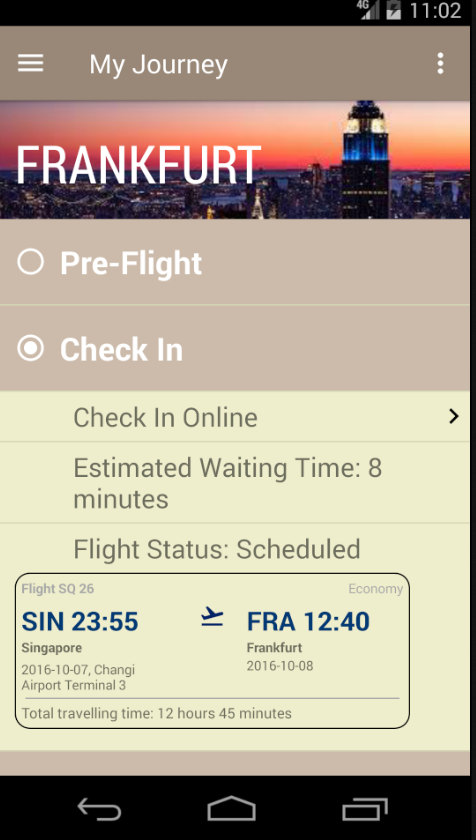 4G 11:02
My Journey
FRANKFURT
Pre-Flight
Check In
Check In Online
Estimated Waiting Time: 8
minutes
Flight Status: Scheduled
Flight SQ 26 Economy
SIN 23:55 FRA 12:40
Singapore Frankfurt
2016-10-07, Changi 2016-10-08
Airport Terminal 3
Total travelling time: 12 hours 45 minutes